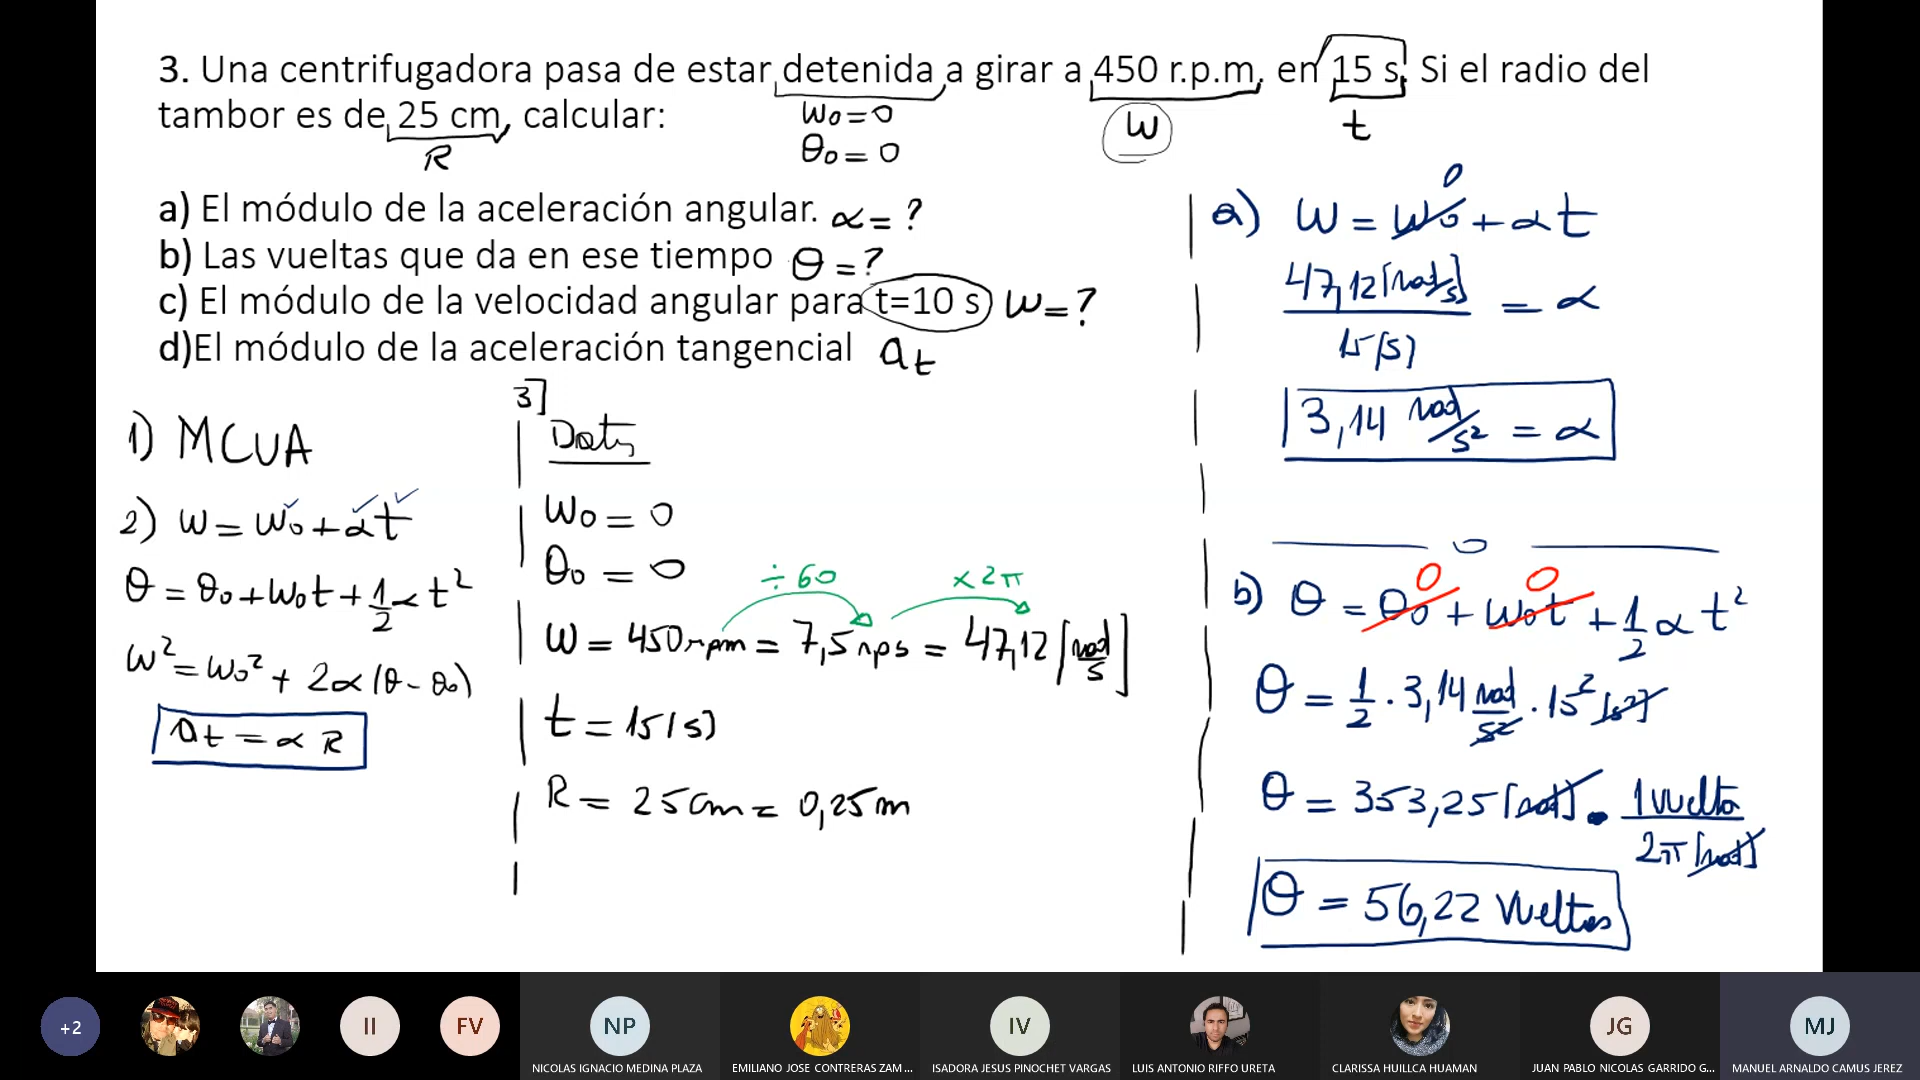 3. Una centrifugadora pasa de estar detenida a girar a 450 r.p.m, en 15 s. Si el radio del
tambor es de 25 cm, calcular:
R
ω₀ = 0
θ₀ = 0
ω
t
a) El módulo de la aceleración angular. α = ?
b) Las vueltas que da en ese tiempo θ = ?
c) El módulo de la velocidad angular para t=10 s) ω = ?
d)El módulo de la aceleración tangencial at
1) MCUA
2) ω = ω₀ + αt
θ = θ₀ + ω₀t + 1/2 αt²
ω² = ω₀² + 2α(θ - θ₀)
at = α R
3]
Datos
ω₀ = 0
θ₀ = 0
÷ 60
x 2π
ω = 450 rpm = 7,5 rps = 47,12 [rad/s]
t = 15 [s]
R = 25 cm = 0,25 m
0
a) ω = ω₀ + αt
47,12 [rad/s] / 15 [s] = α
3,14 rad/s² = α
0 0
b) θ = θ₀ + ω₀t + 1/2 α t²
θ = 1/2 · 3,14 rad/s² · 15² [s²]
θ = 353,25 [rad] · 1 vuelta / 2π [rad]
θ = 56,22 Vueltas
+2
II
FV
NP
IV
JG
MJ
NICOLAS IGNACIO MEDINA PLAZA
EMILIANO JOSE CONTRERAS ZAM ...
ISADORA JESUS PINOCHET VARGAS
LUIS ANTONIO RIFFO URETA
CLARISSA HUILLCA HUAMAN
JUAN PABLO NICOLAS GARRIDO G...
MANUEL ARNALDO CAMUS JEREZ